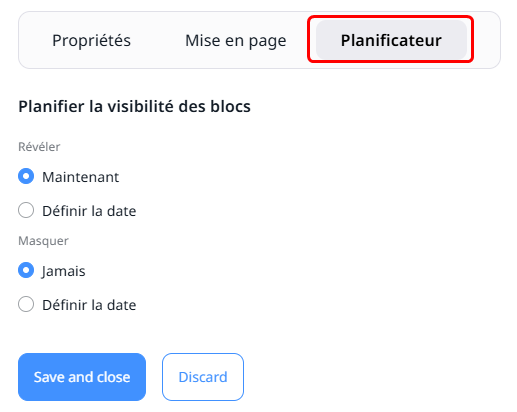 Propriétés Mise en page Planificateur
Planifier la visibilité des blocs
Révéler
Maintenant
Définir la date
Masquer
Jamais
Définir la date
Save and close Discard